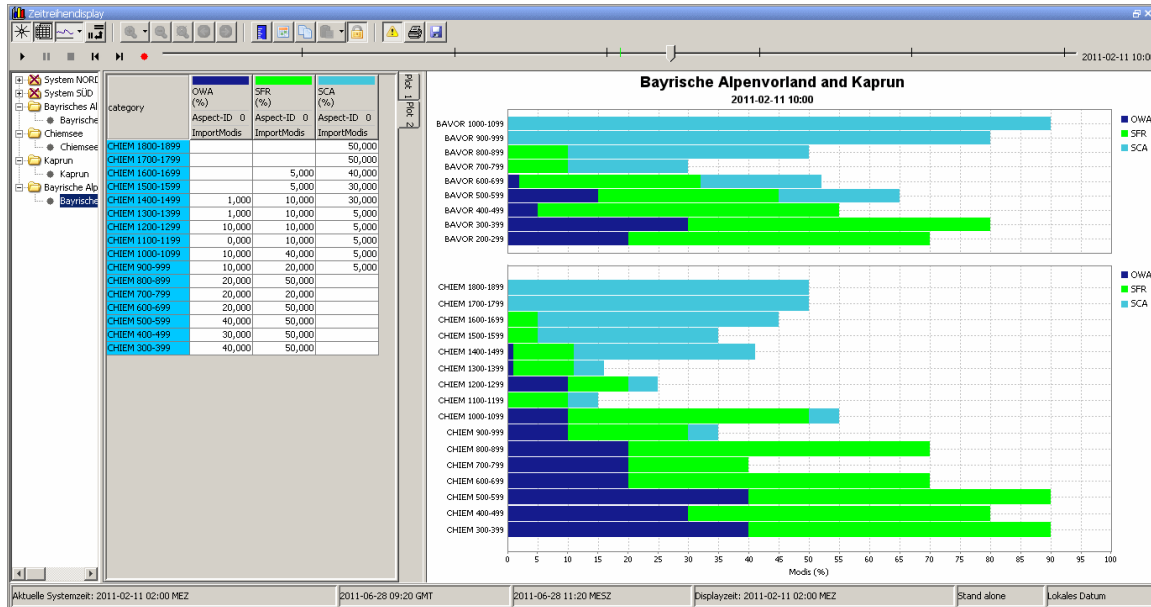 Zeitreihendisplay
2011-02-11 10:00
System NORD
System SÜD
Bayrisches Al
Bayrische
Chiemsee
Chiemsee
Kaprun
Kaprun
Bayrische Alp
Bayrische
category OWA (%) SFR (%) SCA (%)
Aspect-ID 0 Aspect-ID 0 Aspect-ID 0
ImportModis ImportModis ImportModis
CHIEM 1800-1899 50,000
CHIEM 1700-1799 50,000
CHIEM 1600-1699 5,000 40,000
CHIEM 1500-1599 5,000 30,000
CHIEM 1400-1499 1,000 10,000 30,000
CHIEM 1300-1399 1,000 10,000 5,000
CHIEM 1200-1299 10,000 10,000 5,000
CHIEM 1100-1199 0,000 10,000 5,000
CHIEM 1000-1099 10,000 40,000 5,000
CHIEM 900-999 10,000 20,000 5,000
CHIEM 800-899 20,000 50,000
CHIEM 700-799 20,000 20,000
CHIEM 600-699 20,000 50,000
CHIEM 500-599 40,000 50,000
CHIEM 400-499 30,000 50,000
CHIEM 300-399 40,000 50,000
Plot 1
Plot 2
Bayrische Alpenvorland and Kaprun
2011-02-11 10:00
BAVOR 1000-1099
BAVOR 900-999
BAVOR 800-899
BAVOR 700-799
BAVOR 600-699
BAVOR 500-599
BAVOR 400-499
BAVOR 300-399
BAVOR 200-299
OWA
SFR
SCA
CHIEM 1800-1899
CHIEM 1700-1799
CHIEM 1600-1699
CHIEM 1500-1599
CHIEM 1400-1499
CHIEM 1300-1399
CHIEM 1200-1299
CHIEM 1100-1199
CHIEM 1000-1099
CHIEM 900-999
CHIEM 800-899
CHIEM 700-799
CHIEM 600-699
CHIEM 500-599
CHIEM 400-499
CHIEM 300-399
OWA
SFR
SCA
0 5 10 15 20 25 30 35 40 45 50 55 60 65 70 75 80 85 90 95 100
Modis (%)
Aktuelle Systemzeit: 2011-02-11 02:00 MEZ 2011-06-28 09:20 GMT 2011-06-28 11:20 MESZ Displayzeit: 2011-02-11 02:00 MEZ Stand alone Lokales Datum